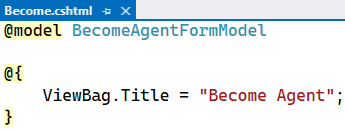 Become.cshtml
@model BecomeAgentFormModel
@{
    ViewBag.Title = "Become Agent";
}